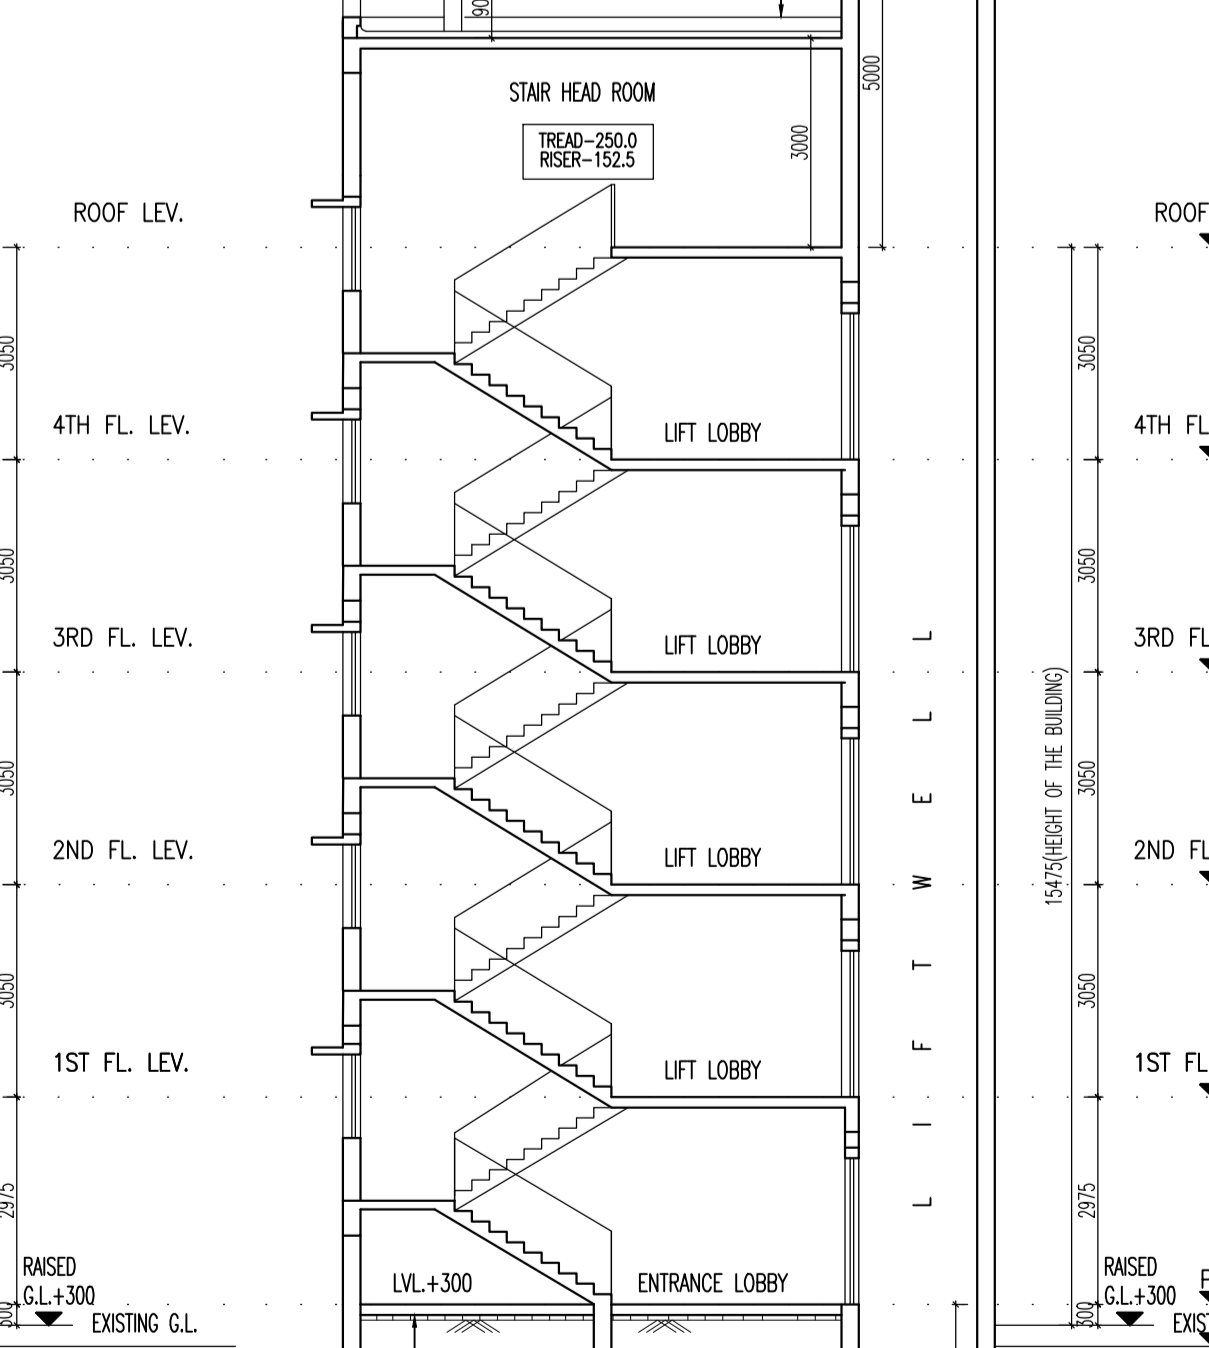 90
5000
STAIR HEAD ROOM
TREAD-250.0
RISER-152.5
3000
ROOF LEV.
ROOF
3050
3050
4TH FL. LEV.
LIFT LOBBY
4TH FL
3050
3050
3RD FL. LEV.
LIFT LOBBY
3RD FL
3050
3050
15475(HEIGHT OF THE BUILDING)
2ND FL. LEV.
LIFT LOBBY
2ND FL
3050
3050
1ST FL. LEV.
LIFT LOBBY
1ST FL
LIFT WELL
2975
2975
RAISED
G.L.+300
LVL.+300
ENTRANCE LOBBY
RAISED
G.L.+300
300
EXISTING G.L.
300
EXIST